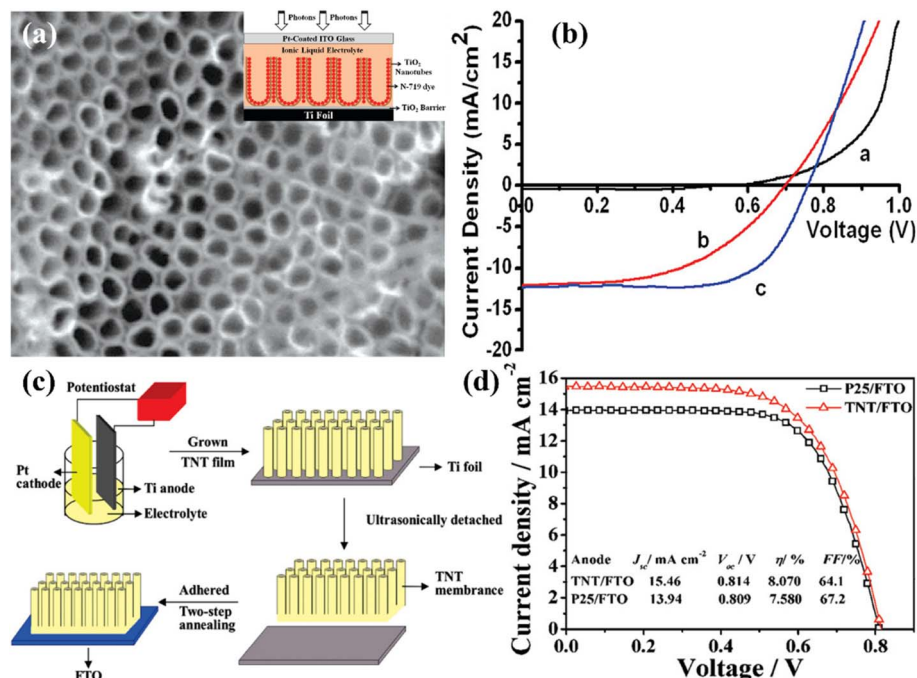 (a)
Photons Photons
Pt-Coated ITO Glass
Ionic Liquid Electrolyte
TiO2
Nanotubes
N-719 dye
TiO2 Barrier
Ti Foil
(b)
Current Density (mA/cm2)
20
15
10
5
0
-5
-10
-15
-20
0.0 0.2 0.4 0.6 0.8 1.0
Voltage (V)
a
b
c
(c)
Potentiostat
Pt
cathode
Ti anode
Electrolyte
Grown
TNT film
Ti foil
Ultrasonically detached
TNT
membrance
Adhered
Two-step
annealing
FTO
(d)
Current density / mA cm-2
16
14
12
10
8
6
4
2
0
P25/FTO
TNT/FTO
Anode Jsc/ mA cm-2 Voc / V η/ % FF/%
TNT/FTO 15.46 0.814 8.070 64.1
P25/FTO 13.94 0.809 7.580 67.2
0.0 0.2 0.4 0.6 0.8
Voltage / V